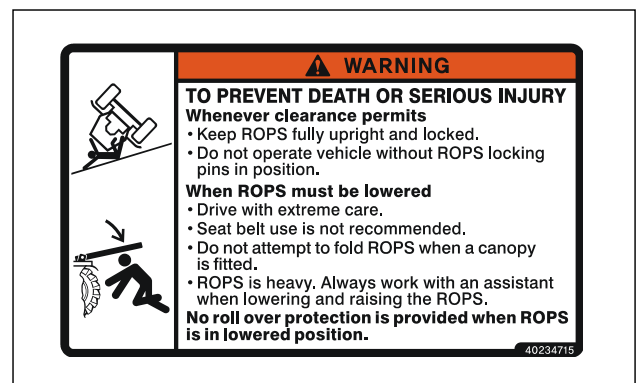 WARNING
TO PREVENT DEATH OR SERIOUS INJURY
Whenever clearance permits
• Keep ROPS fully upright and locked.
• Do not operate vehicle without ROPS locking
pins in position.
When ROPS must be lowered
• Drive with extreme care.
• Seat belt use is not recommended.
• Do not attempt to fold ROPS when a canopy
is fitted.
• ROPS is heavy. Always work with an assistant
when lowering and raising the ROPS.
No roll over protection is provided when ROPS
is in lowered position.
40234715